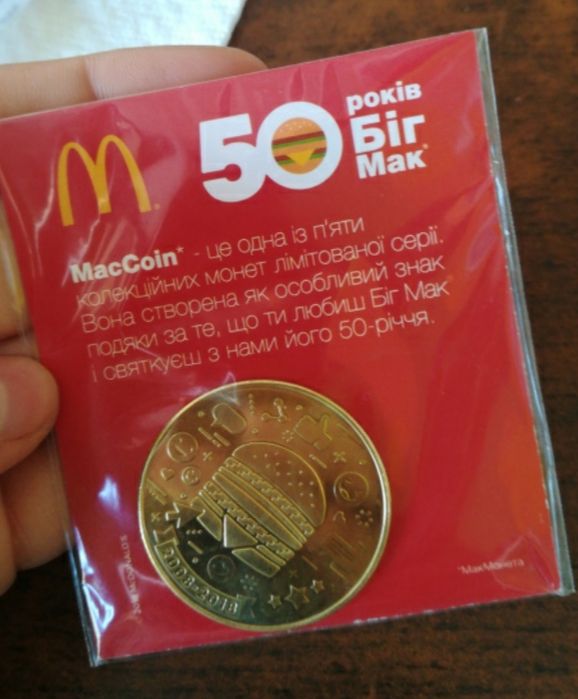 50 років
Біг
Мак*
MacCoin* - це одна із п'яти
колекційних монет лімітованої серії.
Вона створена як особливий знак
подяки за те, що ти любиш Біг Мак
і святкуєш з нами його 50-річчя.
2008-2018
*МакМонета